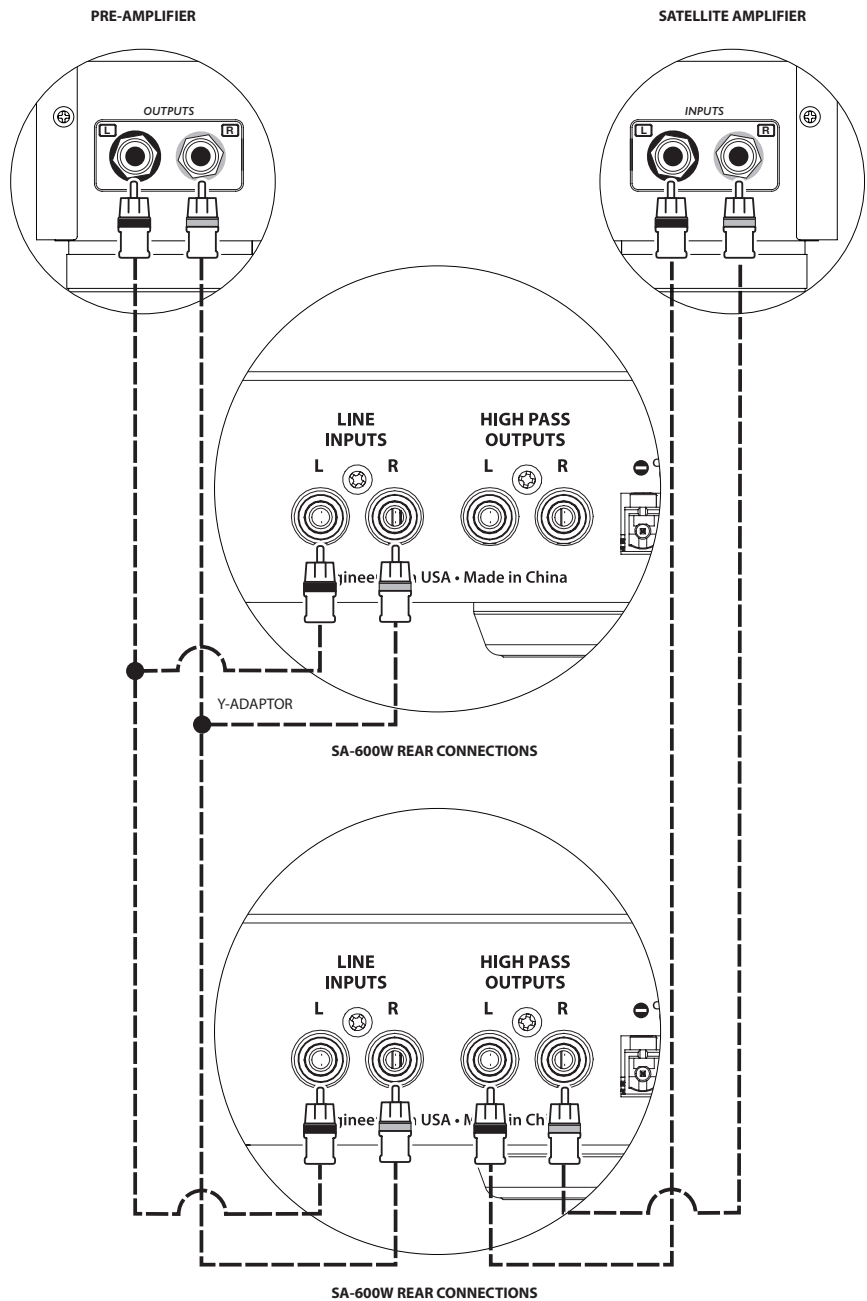 PRE-AMPLIFIER
SATELLITE AMPLIFIER
OUTPUTS
L R
INPUTS
L R
LINE INPUTS
HIGH PASS OUTPUTS
L R
L R
USA • Made in China
Y-ADAPTOR
SA-600W REAR CONNECTIONS
LINE INPUTS
HIGH PASS OUTPUTS
L R
L R
USA •
in
SA-600W REAR CONNECTIONS